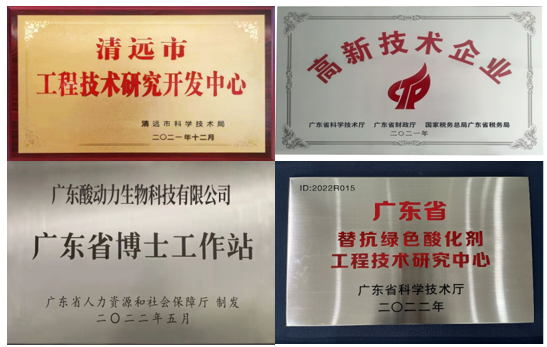 清远市
工程技术研究开发中心
清远市科学技术局
二〇二一年十二月
高新技术企业
广东省科学技术厅 广东省财政厅 国家税务总局广东省税务局
二〇二一年
广东酸动力生物科技有限公司
广东省博士工作站
广东省人力资源和社会保障厅 制发
二〇二二年五月
ID:2022R015
广东省
替抗绿色酸化剂
工程技术研究中心
广东省科学技术厅
二〇二二年